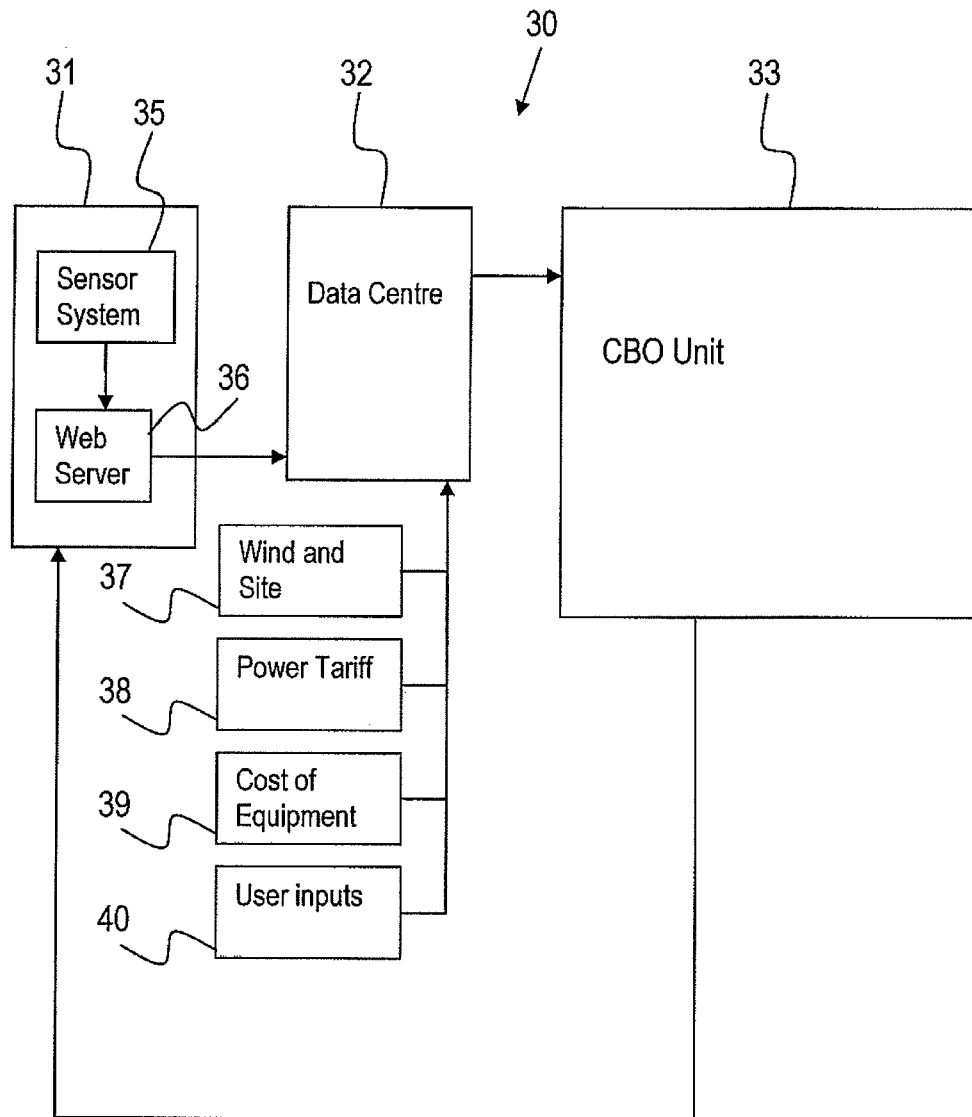 30
31
32
33
35
Sensor
System
Data Centre
CBO Unit
36
Web
Server
Wind and
Site
37
Power Tariff
38
Cost of
Equipment
39
User inputs
40